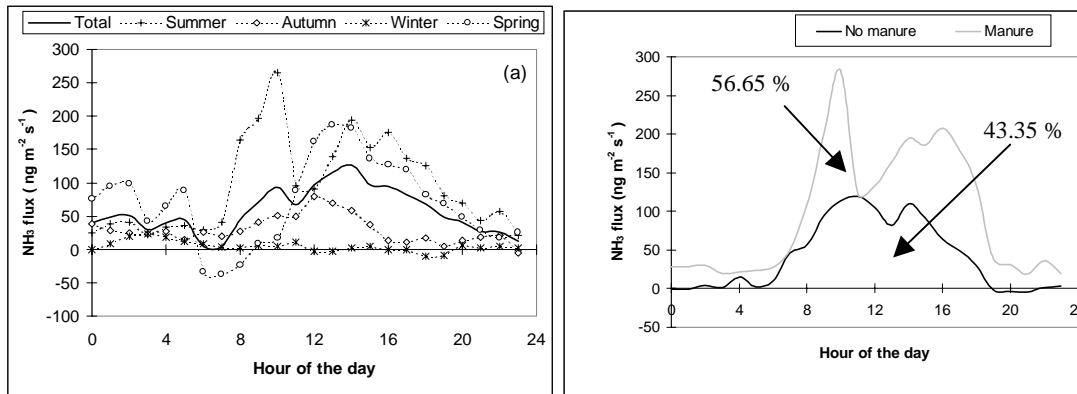 Total Summer Autumn Winter Spring
(a)
NH₃ flux ( ng m⁻² s⁻¹)
300
250
200
150
100
50
0
-50
-100
0 4 8 12 16 20 24
Hour of the day
No manure Manure
56.65 %
43.35 %
NH₃ flux (ng m⁻² s⁻¹)
300
250
200
150
100
50
0
-50
0 4 8 12 16 20 24
Hour of the day